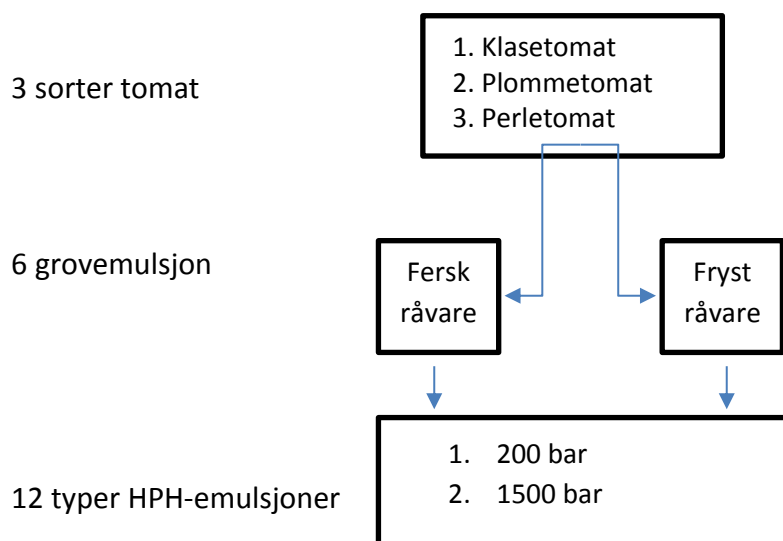 3 sorter tomat
1. Klasetomat
2. Plommetomat
3. Perletomat
6 grovemulsjon
Fersk
råvare
Fryst
råvare
12 typer HPH-emulsjoner
1. 200 bar
2. 1500 bar